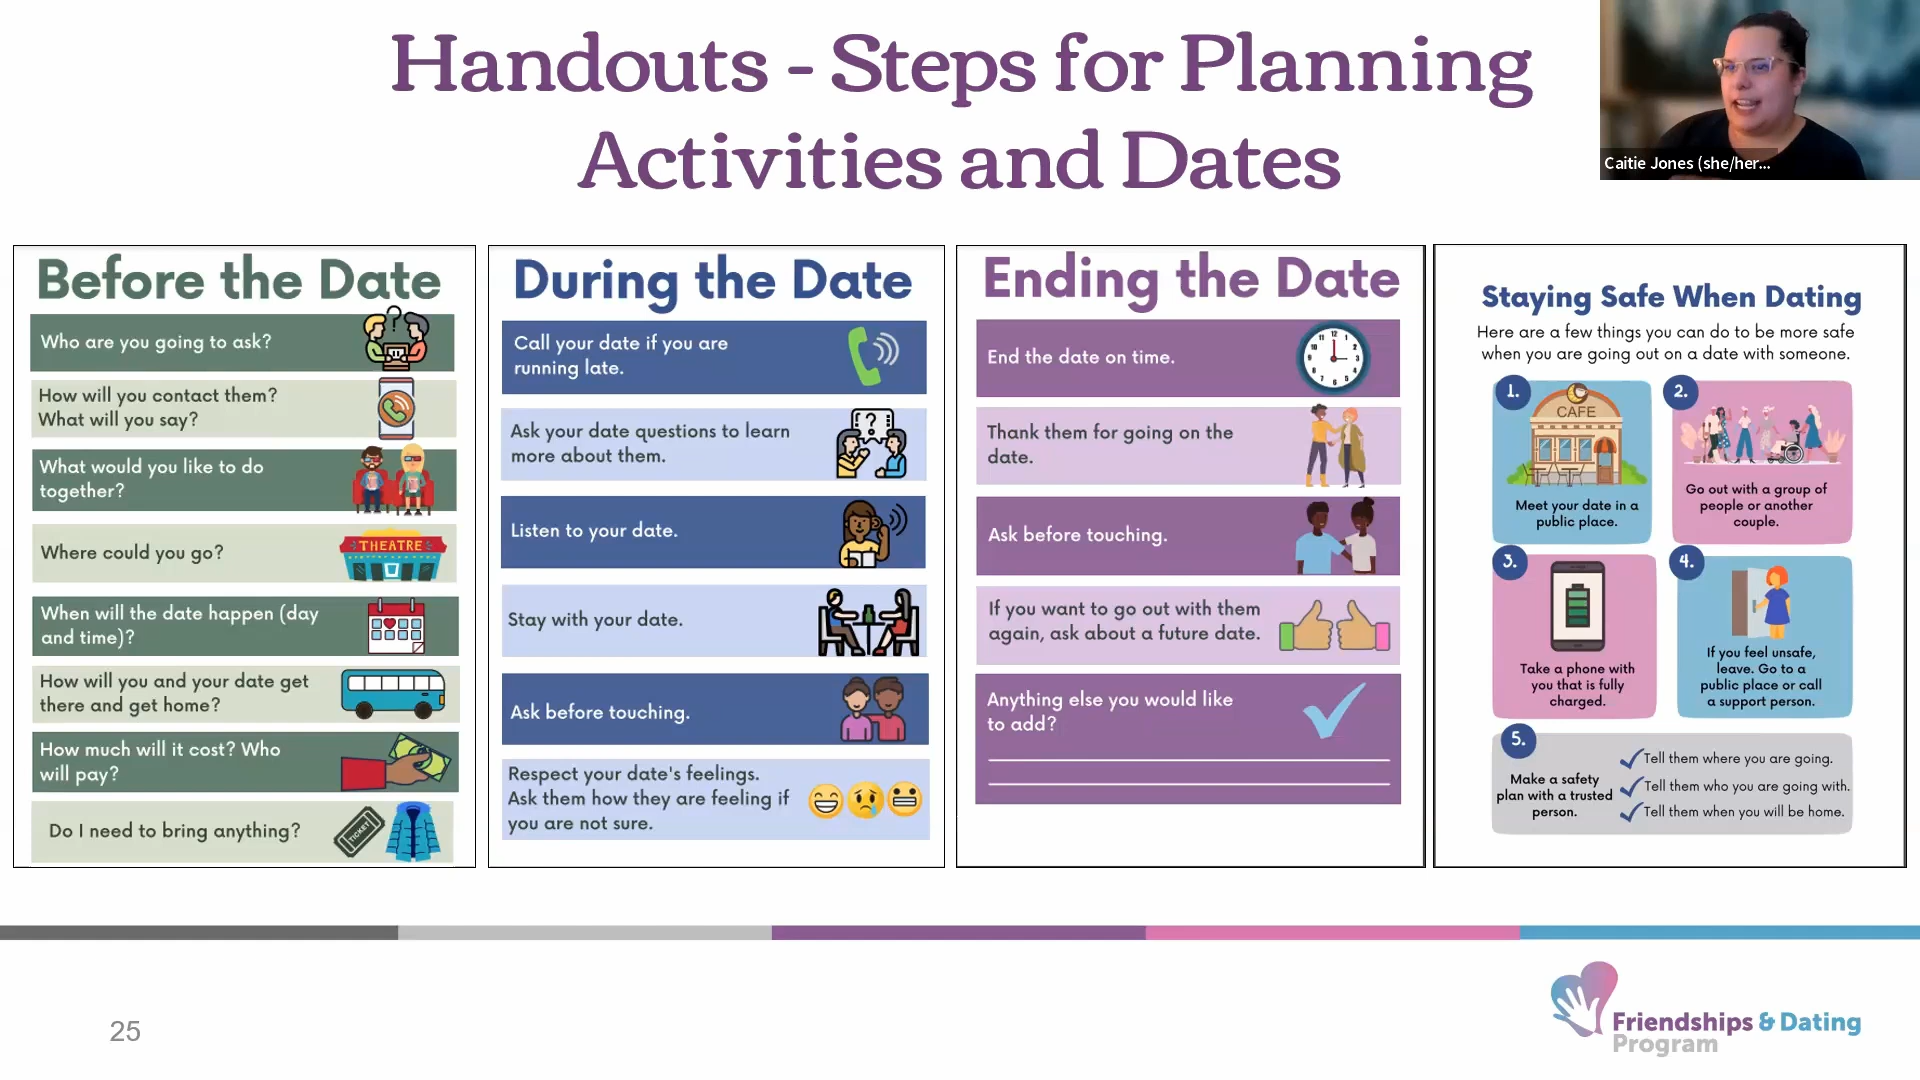 Handouts - Steps for Planning
Activities and Dates
Caitie Jones (she/her...
Before the Date
Who are you going to ask?
How will you contact them?
What will you say?
What would you like to do
together?
Where could you go?
THEATRE
When will the date happen (day
and time)?
How will you and your date get
there and get home?
How much will it cost? Who
will pay?
Do I need to bring anything?
TICKET
During the Date
Call your date if you are
running late.
Ask your date questions to learn
more about them.
Listen to your date.
Stay with your date.
Ask before touching.
Respect your date's feelings.
Ask them how they are feeling if
you are not sure.
Ending the Date
End the date on time.
Thank them for going on the
date.
Ask before touching.
If you want to go out with them
again, ask about a future date.
Anything else you would like
to add?
Staying Safe When Dating
Here are a few things you can do to be more safe
when you are going out on a date with someone.
1.
CAFE
Meet your date in a
public place.
2.
Go out with a group of
people or another
couple.
3.
Take a phone with
you that is fully
charged.
4.
If you feel unsafe,
leave. Go to a
public place or call
a support person.
5.
Make a safety
plan with a trusted
person.
Tell them where you are going.
Tell them who you are going with.
Tell them when you will be home.
25
Friendships & Dating
Program